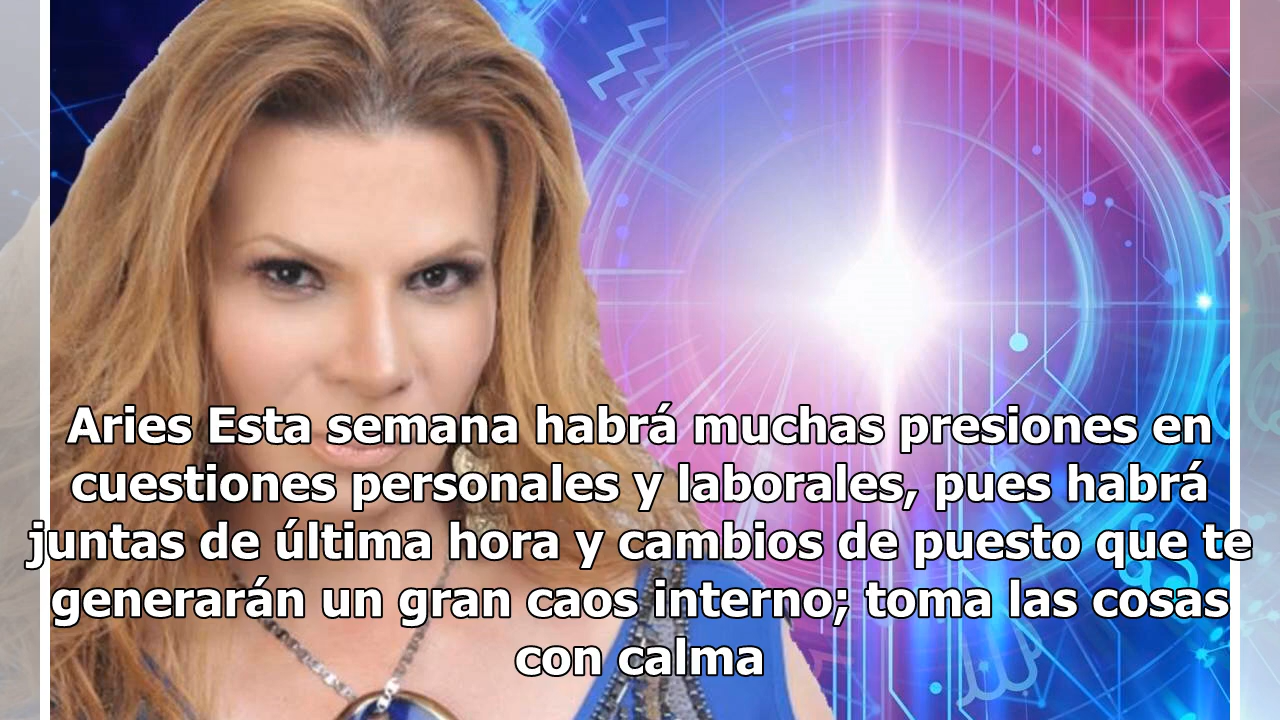 Aries Esta semana habrá muchas presiones en
cuestiones personales y laborales, pues habrá
juntas de última hora y cambios de puesto que te
generarán un gran caos interno; toma las cosas
con calma